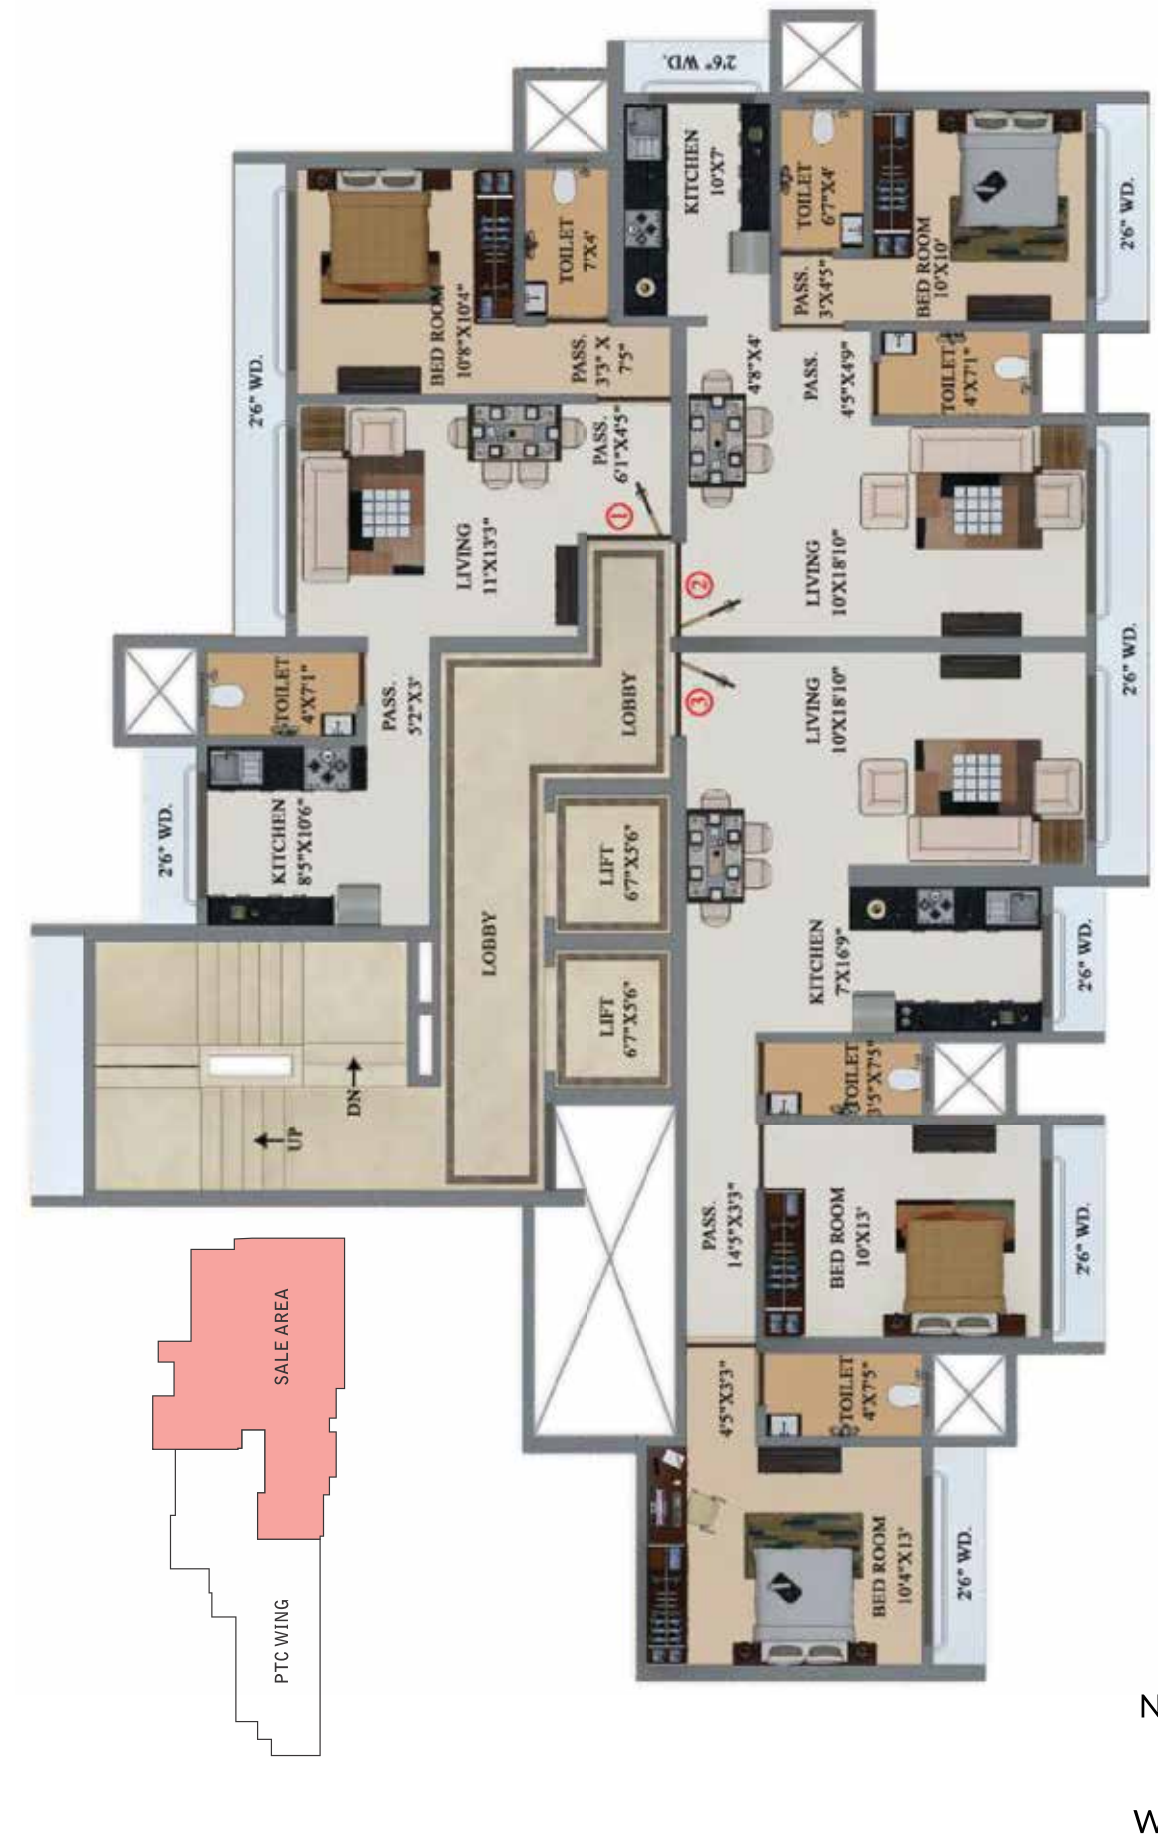 2'6" WD.
KITCHEN
10'X7'
TOILET
6'7"X4'
BED ROOM
10'X10'
2'6" WD.
PASS.
3'X4'5"
TOILET
7'X4'
BED ROOM
10'8"X10'4"
PASS.
3'3" X
7'5"
2'6" WD.
4'8"X4'
PASS.
4'5"X4'9"
TOILET
4'X7'1"
PASS.
6'1"X4'5"
1
LIVING
11'X13'3"
2
LIVING
10'X18'10"
2'6" WD.
TOILET
4'X7'1"
PASS.
5'2"X3'
LOBBY
3
LIVING
10'X18'10"
2'6" WD.
KITCHEN
8'5"X10'6"
LIFT
6'7"X5'6"
LOBBY
LIFT
6'7"X5'6"
KITCHEN
7'X16'9"
2'6" WD.
DN
UP
TOILET
3'5"X7'5"
PASS.
14'5"X3'3"
BED ROOM
10'X13'
2'6" WD.
SALE AREA
4'5"X3'3"
TOILET
4'X7'5"
BED ROOM
10'4"X13'
2'6" WD.
PTC WING
N
W